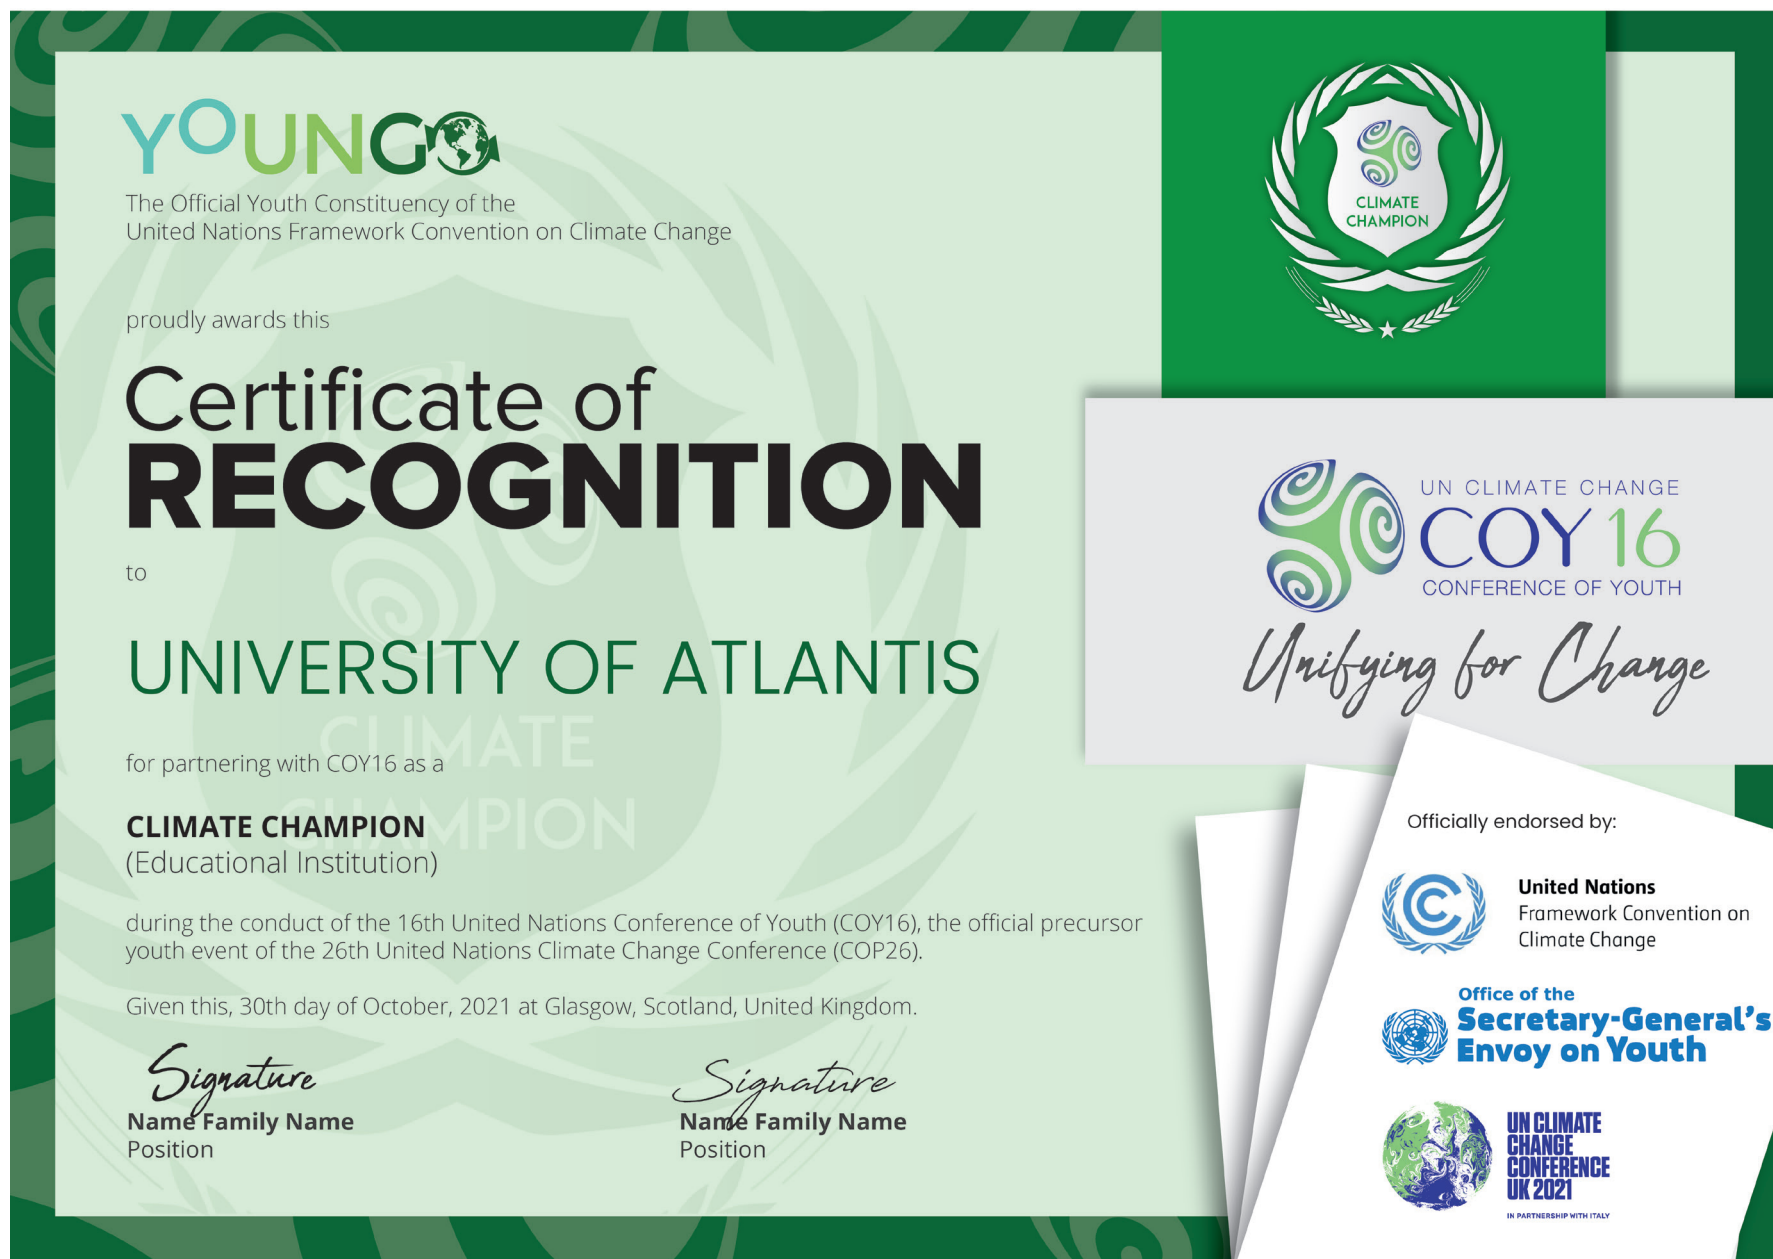 YOUNGO
The Official Youth Constituency of the
United Nations Framework Convention on Climate Change
proudly awards this
Certificate of
RECOGNITION
to
UNIVERSITY OF ATLANTIS
for partnering with COY16 as a
CLIMATE CHAMPION
(Educational Institution)
during the conduct of the 16th United Nations Conference of Youth (COY16), the official precursor
youth event of the 26th United Nations Climate Change Conference (COP26).
Given this, 30th day of October, 2021 at Glasgow, Scotland, United Kingdom.
Signature
Name Family Name
Position
Signature
Name Family Name
Position
CLIMATE
CHAMPION
CLIMATE
CHAMPION
UN CLIMATE CHANGE
COY 16
CONFERENCE OF YOUTH
Unifying for Change
Officially endorsed by:
United Nations
Framework Convention on
Climate Change
Office of the
Secretary-General's
Envoy on Youth
UN CLIMATE
CHANGE
CONFERENCE
UK 2021
IN PARTNERSHIP WITH ITALY